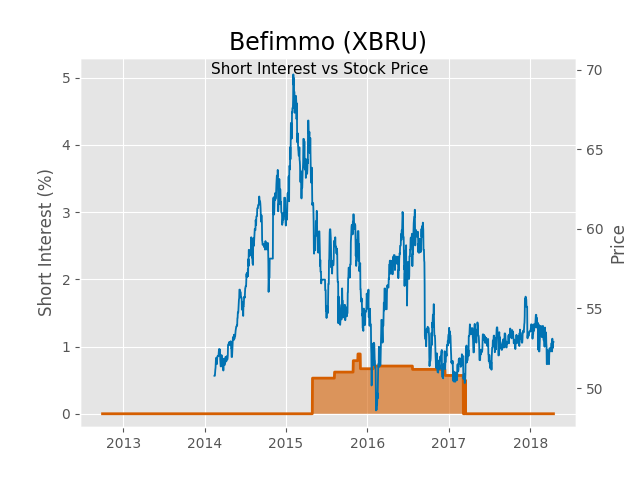 Befimmo (XBRU)
Short Interest vs Stock Price
Short Interest (%)
5
4
3
2
1
0
70
65
60
55
50
Price
2013 2014 2015 2016 2017 2018